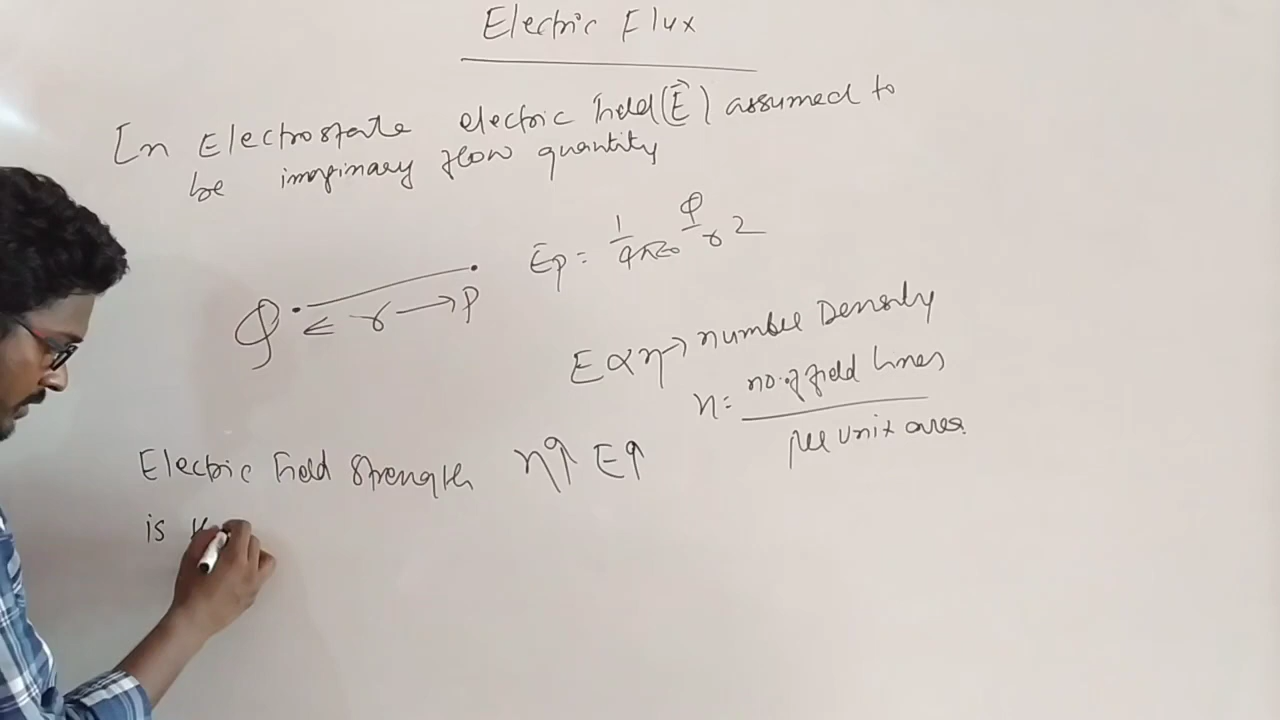 Electric Flux
In Electrostate electric field (E⃗) assumed to
be imaginary flow quantity
Ep = 1/4πε₀ Q/r2
Q r P
E ∝ η → number Density
n = no. of field lines / per unit area
Electric field strength η↑ E↑
is